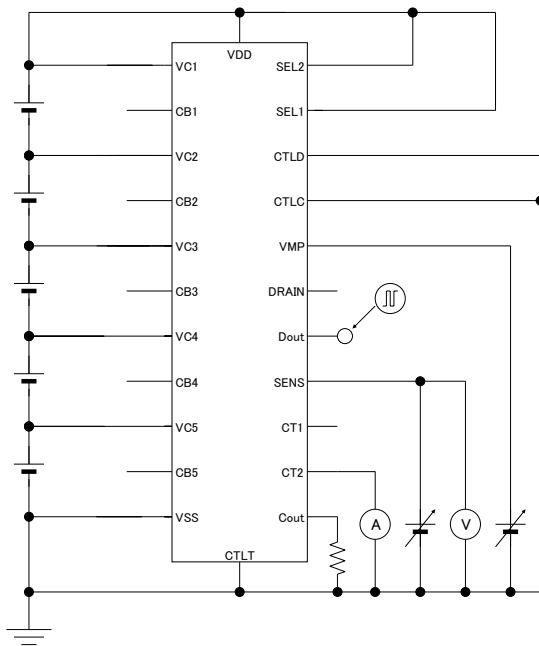 VDD
VC1
SEL2
CB1
SEL1
VC2
CTLD
CB2
CTLC
VC3
VMP
CB3
DRAIN
VC4
Dout
CB4
SENS
VC5
CT1
CB5
CT2
VSS
Cout
A
V
CTLT